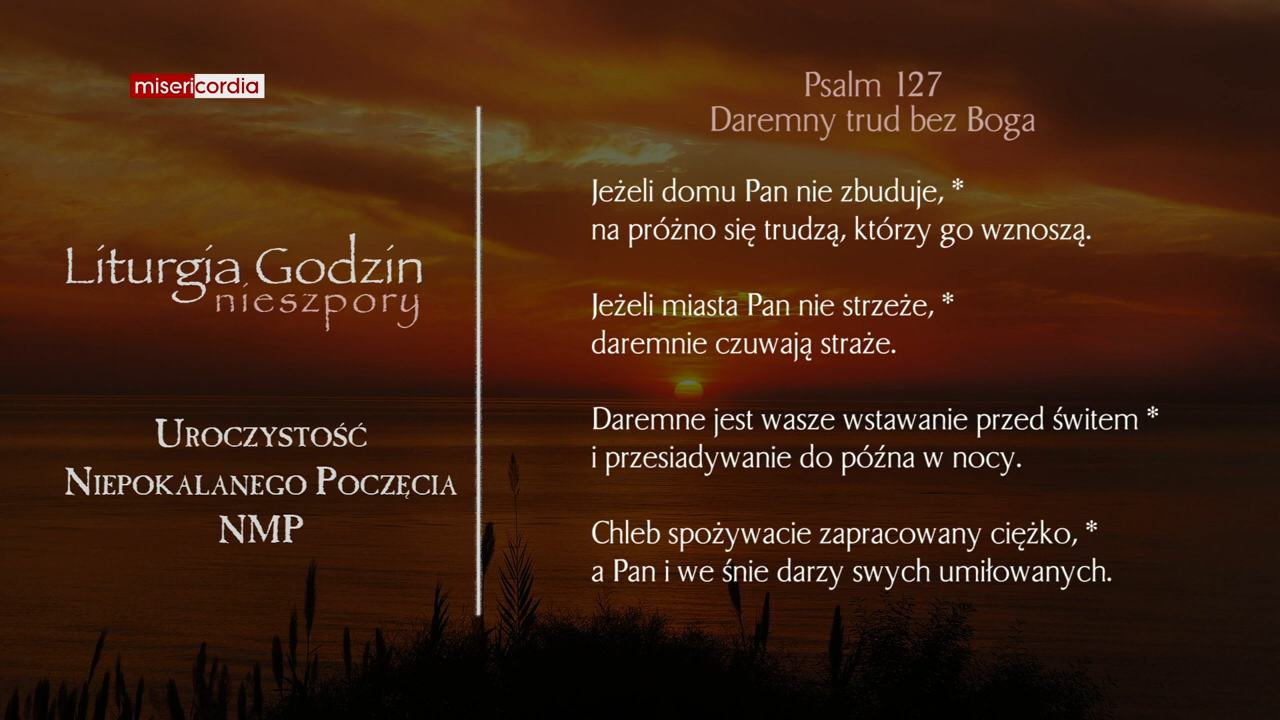 misericordia
Liturgia Godzin
nieszpory
Uroczystość
Niepokalanego Poczęcia
NMP
Psalm 127
Daremny trud bez Boga
Jeżeli domu Pan nie zbuduje, *
na próżno się trudzą, którzy go wznoszą.
Jeżeli miasta Pan nie strzeże, *
daremnie czuwają straże.
Daremne jest wasze wstawanie przed świtem *
i przesiadywanie do późna w nocy.
Chleb spożywacie zapracowany ciężko, *
a Pan i we śnie darzy swych umiłowanych.